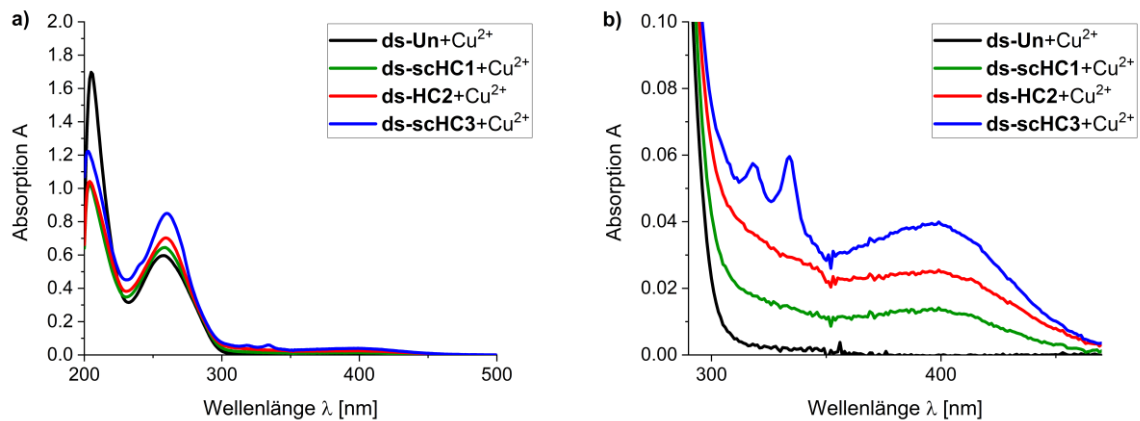 a)
2.0
1.8
1.6
1.4
1.2
1.0
0.8
0.6
0.4
0.2
0.0
Absorption A
200
300
400
500
Wellenlänge λ [nm]
ds-Un+Cu²⁺
ds-scHC1+Cu²⁺
ds-HC2+Cu²⁺
ds-scHC3+Cu²⁺
b)
0.10
0.08
0.06
0.04
0.02
0.00
Absorption A
300
400
Wellenlänge λ [nm]
ds-Un+Cu²⁺
ds-scHC1+Cu²⁺
ds-HC2+Cu²⁺
ds-scHC3+Cu²⁺